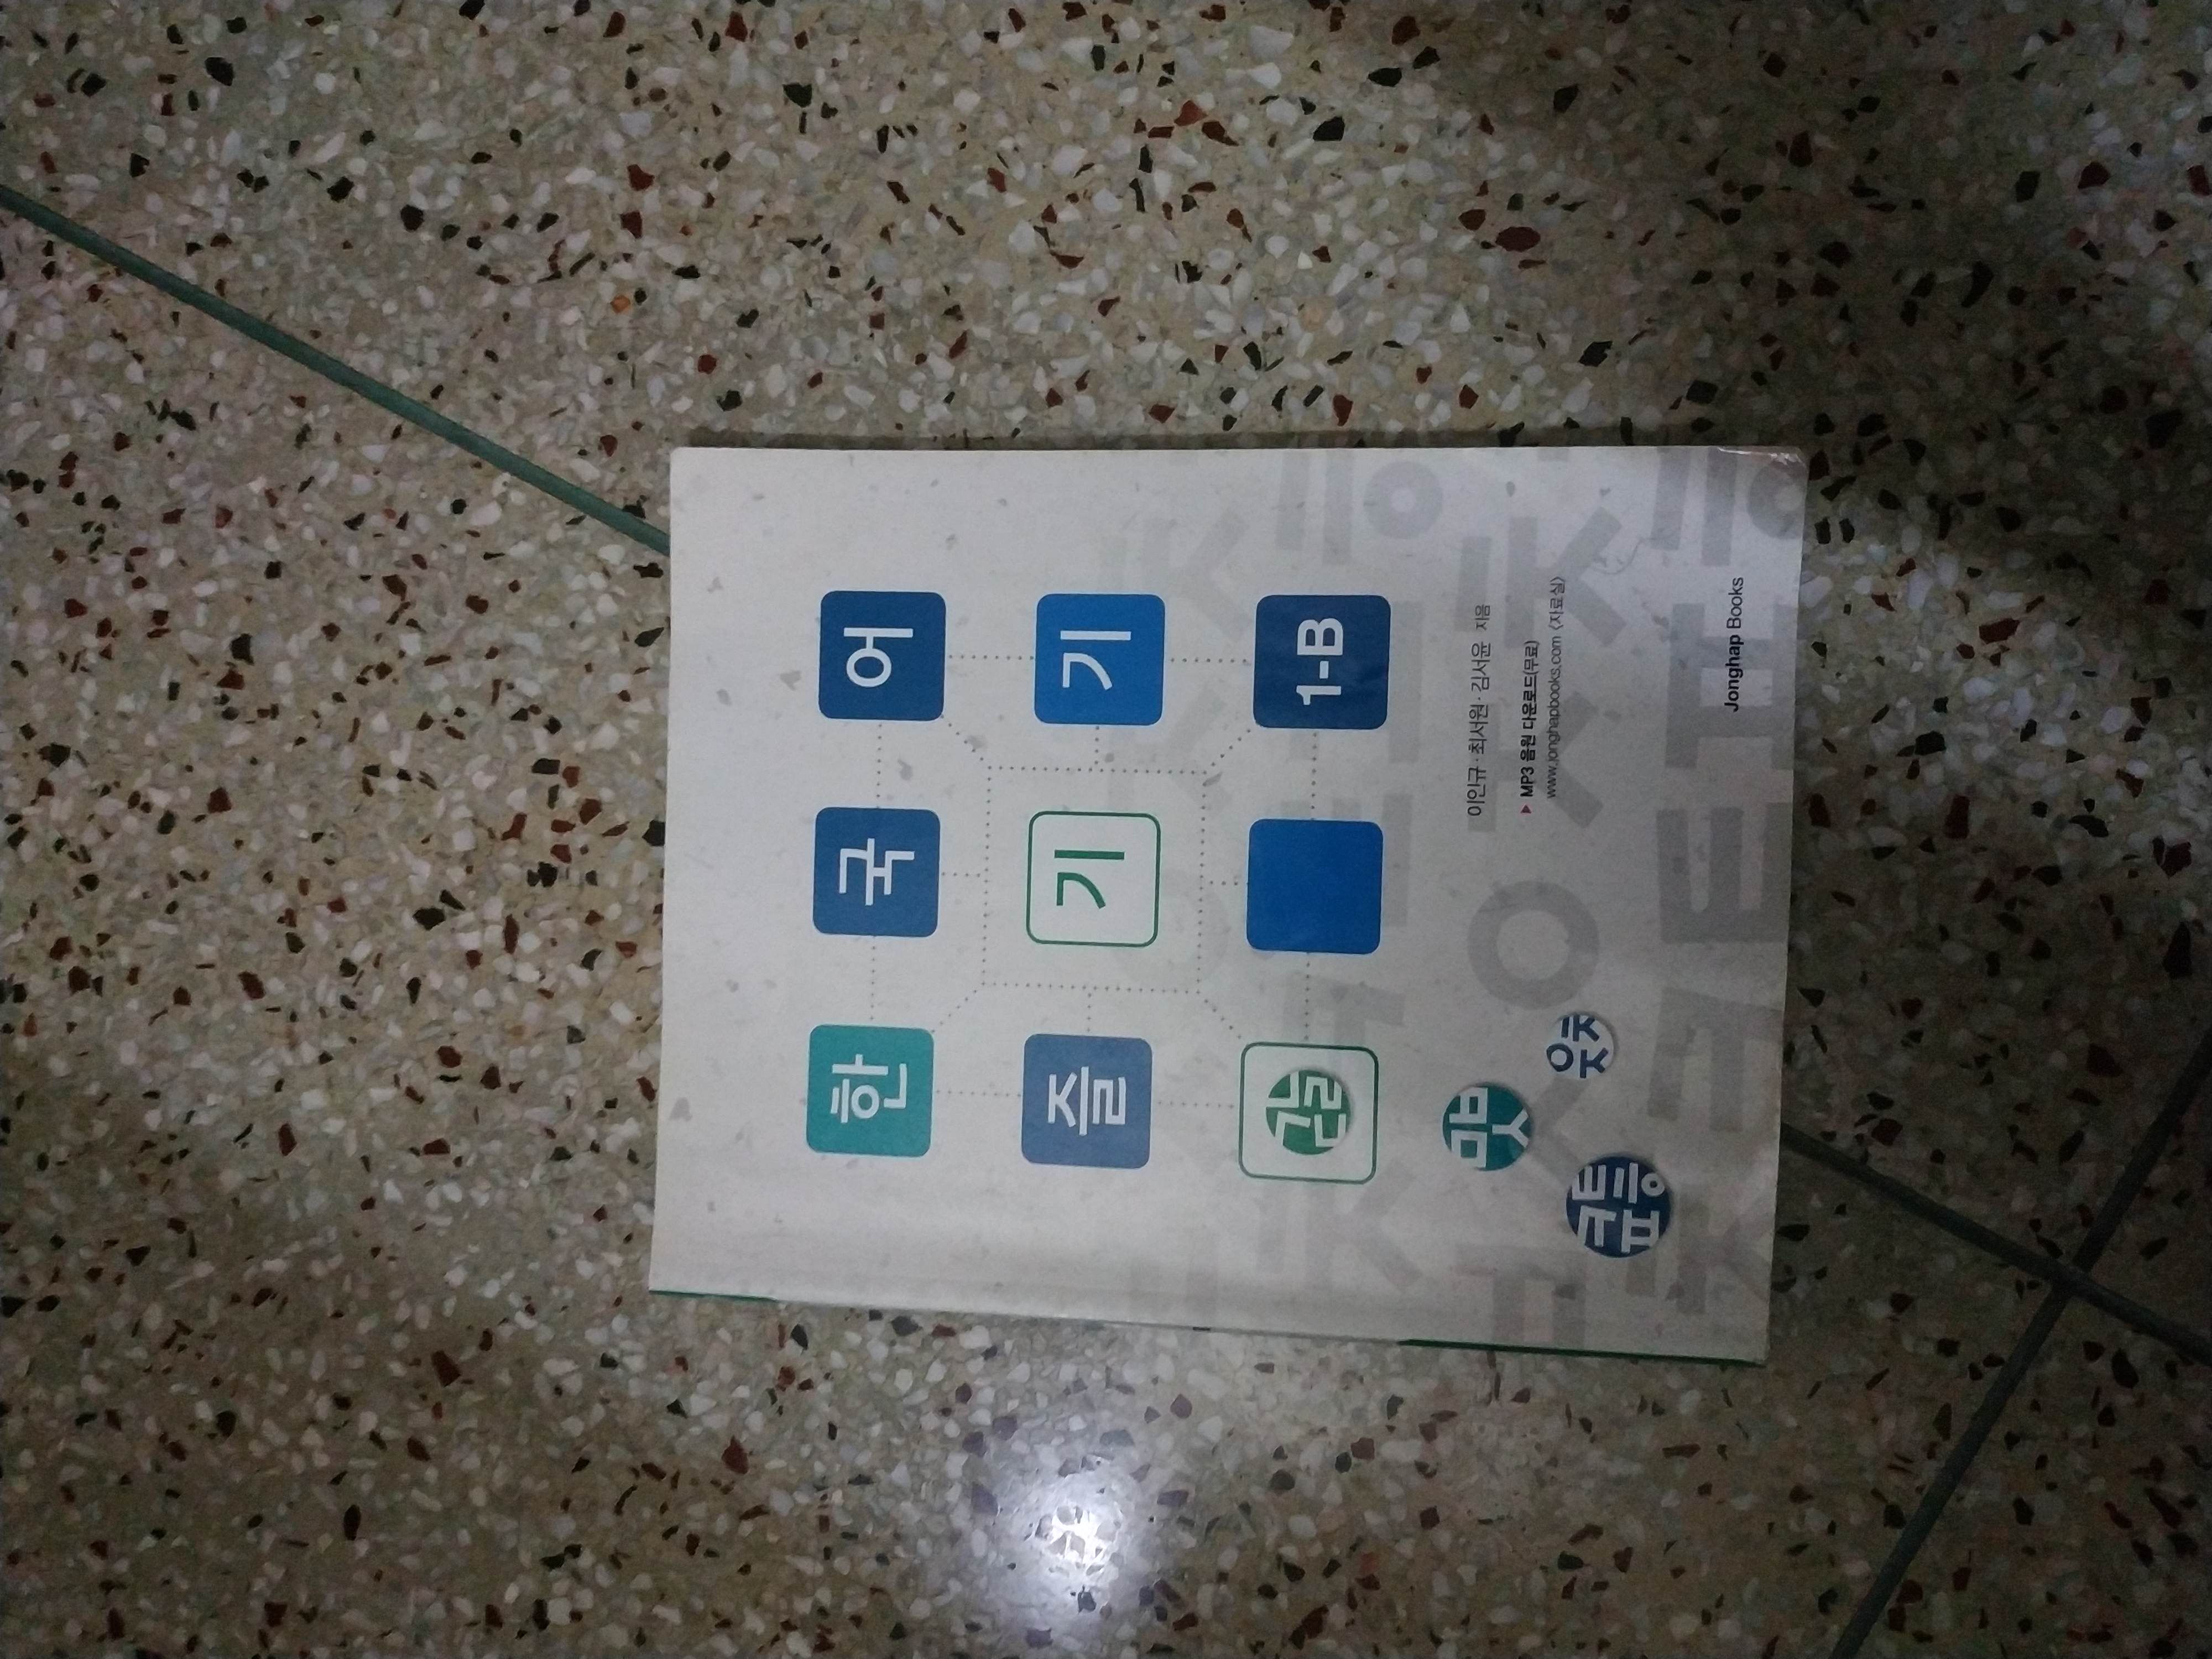 한 국 어
즐 기 기
1-B
이인규·최서원·김서윤 지음
▶ MP3 음원 다운로드(무료)
www.jonghapbooks.com 〈자료실〉
Jonghap Books